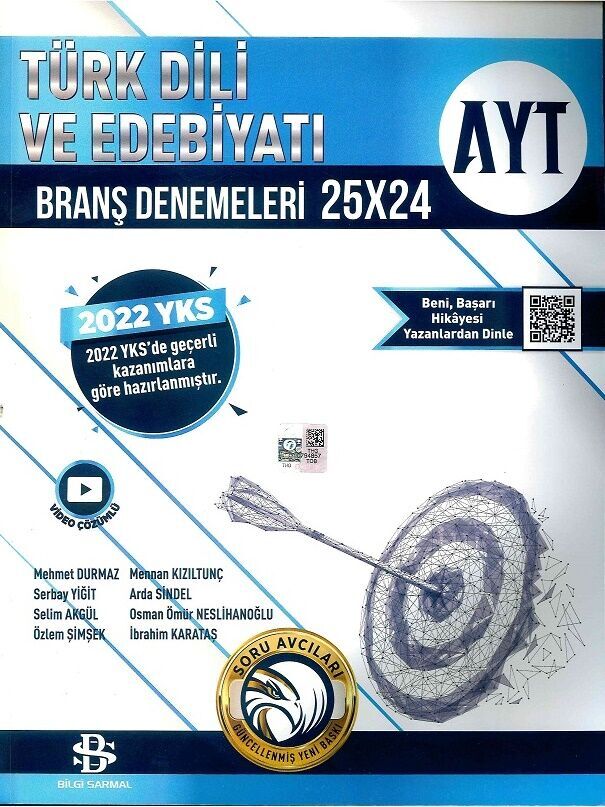 TÜRK DİLİ
VE EDEBİYATI
AYT
BRANŞ DENEMELERİ 25X24
2022 YKS
2022 YKS'de geçerli
kazanımlara
göre hazırlanmıştır.
Beni, Başarı
Hikâyesi
Yazanlardan Dinle
VİDEO ÇÖZÜMLÜ
Mehmet DURMAZ
Serbay YİĞİT
Selim AKGÜL
Özlem ŞİMŞEK
Mennan KIZILTUNÇ
Arda SİNDEL
Osman Ömür NESLİHANOĞLU
İbrahim KARATAŞ
SORU AVCILARI
GÜNCELLENMİŞ YENİ BASKI
BS
BİLGİ SARMAL